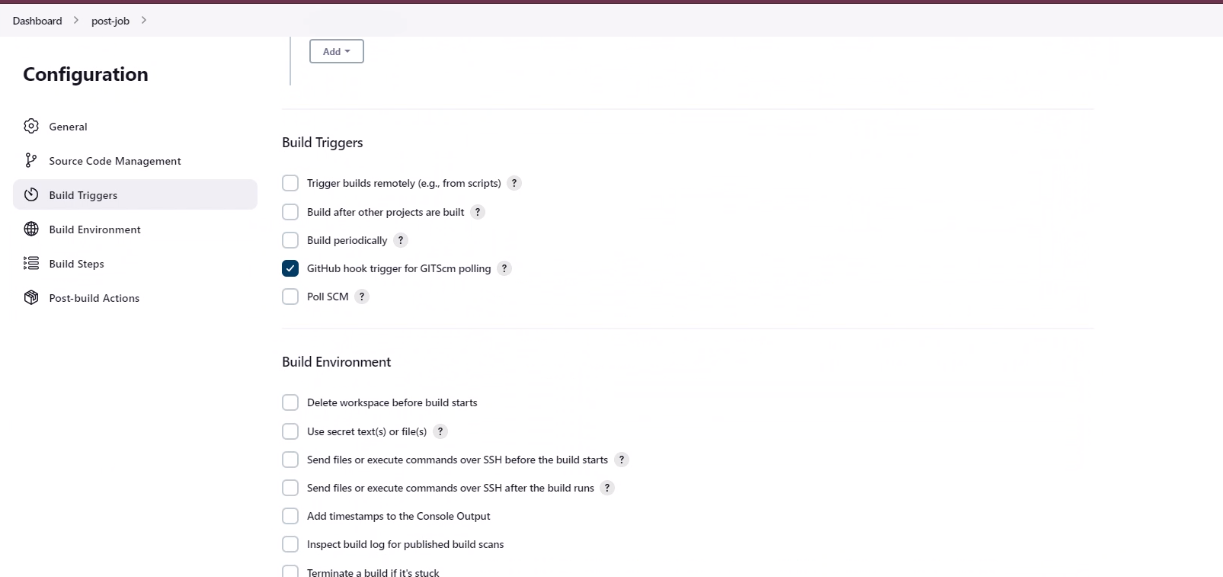 Dashboard > post-job >
Add
Configuration
General
Source Code Management
Build Triggers
Build Environment
Build Steps
Post-build Actions
Build Triggers
Trigger builds remotely (e.g., from scripts) ?
Build after other projects are built ?
Build periodically ?
GitHub hook trigger for GITScm polling ?
Poll SCM ?
Build Environment
Delete workspace before build starts
Use secret text(s) or file(s) ?
Send files or execute commands over SSH before the build starts ?
Send files or execute commands over SSH after the build runs ?
Add timestamps to the Console Output
Inspect build log for published build scans
Terminate a build if it's stuck